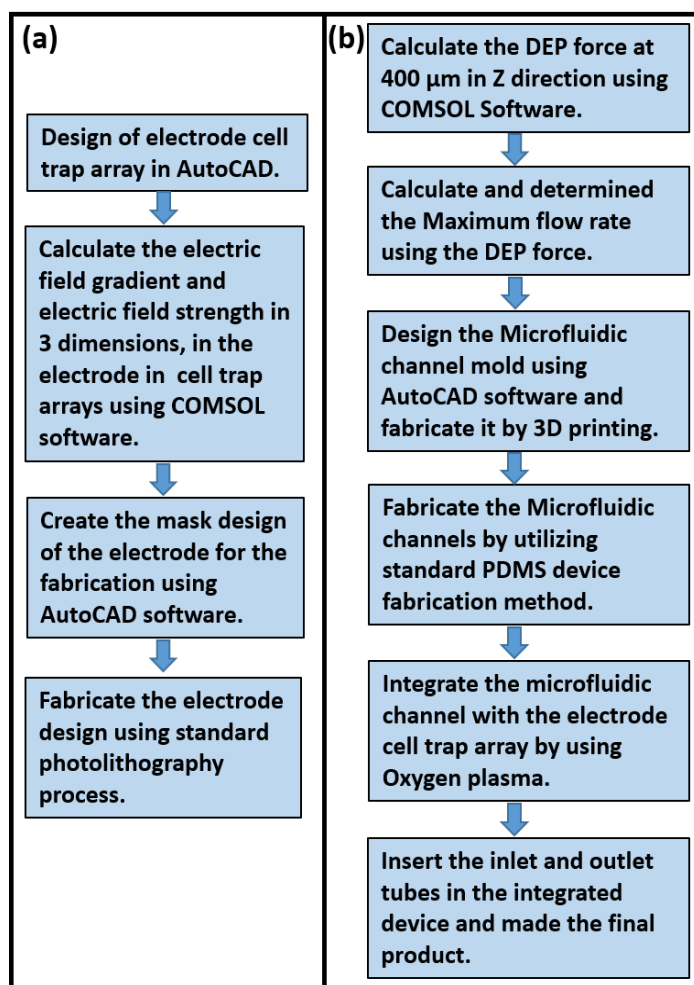 (a)
Design of electrode cell
trap array in AutoCAD.
Calculate the electric
field gradient and
electric field strength in
3 dimensions, in the
electrode in cell trap
arrays using COMSOL
software.
Create the mask design
of the electrode for the
fabrication using
AutoCAD software.
Fabricate the electrode
design using standard
photolithography
process.
(b)
Calculate the DEP force at
400 µm in Z direction using
COMSOL Software.
Calculate and determined
the Maximum flow rate
using the DEP force.
Design the Microfluidic
channel mold using
AutoCAD software and
fabricate it by 3D printing.
Fabricate the Microfluidic
channels by utilizing
standard PDMS device
fabrication method.
Integrate the microfluidic
channel with the electrode
cell trap array by using
Oxygen plasma.
Insert the inlet and outlet
tubes in the integrated
device and made the final
product.